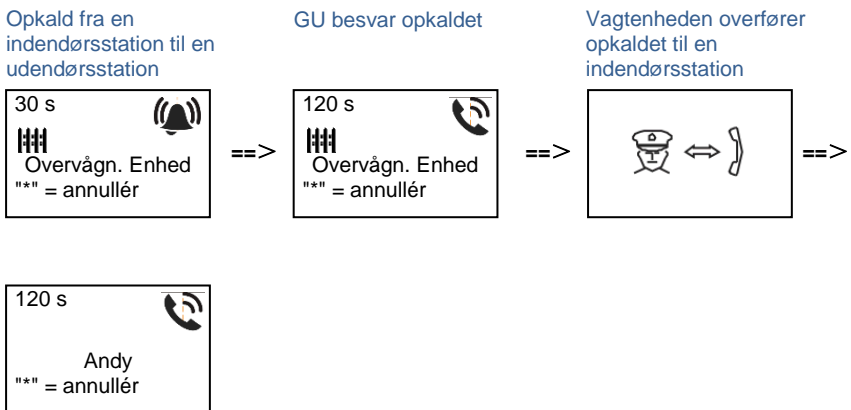 Opkald fra en
indendørsstation til en
udendørsstation
30 s
Overvågn. Enhed
"*" = annullér
==>
GU besvar opkaldet
120 s
Overvågn. Enhed
"*" = annullér
==>
Vagtenheden overfører
opkaldet til en
indendørsstation
==>
120 s
Andy
"*" = annullér